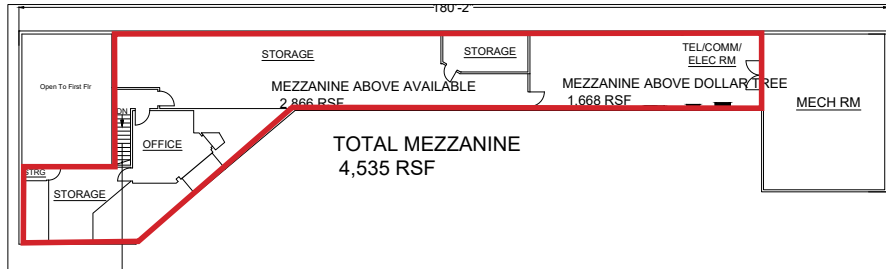 180'-2"
STORAGE
STORAGE
TEL/COMM/
ELEC RM
Open To First Flr
MEZZANINE ABOVE AVAILABLE
2,866 RSF
MEZZANINE ABOVE DOLLAR TREE
1,668 RSF
MECH RM
DN
OFFICE
TOTAL MEZZANINE
4,535 RSF
STRG
STORAGE